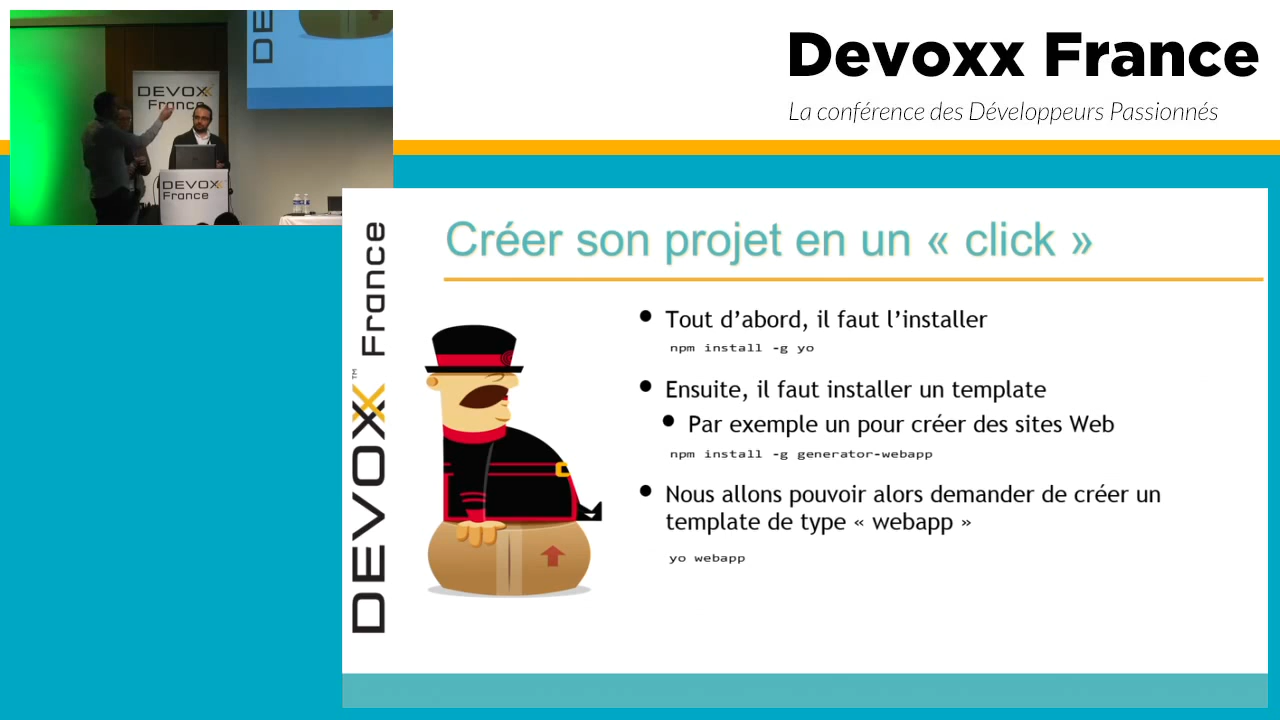 Devoxx France
La conférence des Développeurs Passionnés
DE
DEVOXX
France
DEVOXX
France
DEVOXX™ France
Créer son projet en un « click »
• Tout d’abord, il faut l’installer
npm install -g yo
• Ensuite, il faut installer un template
• Par exemple un pour créer des sites Web
npm install -g generator-webapp
• Nous allons pouvoir alors demander de créer un
template de type « webapp »
yo webapp